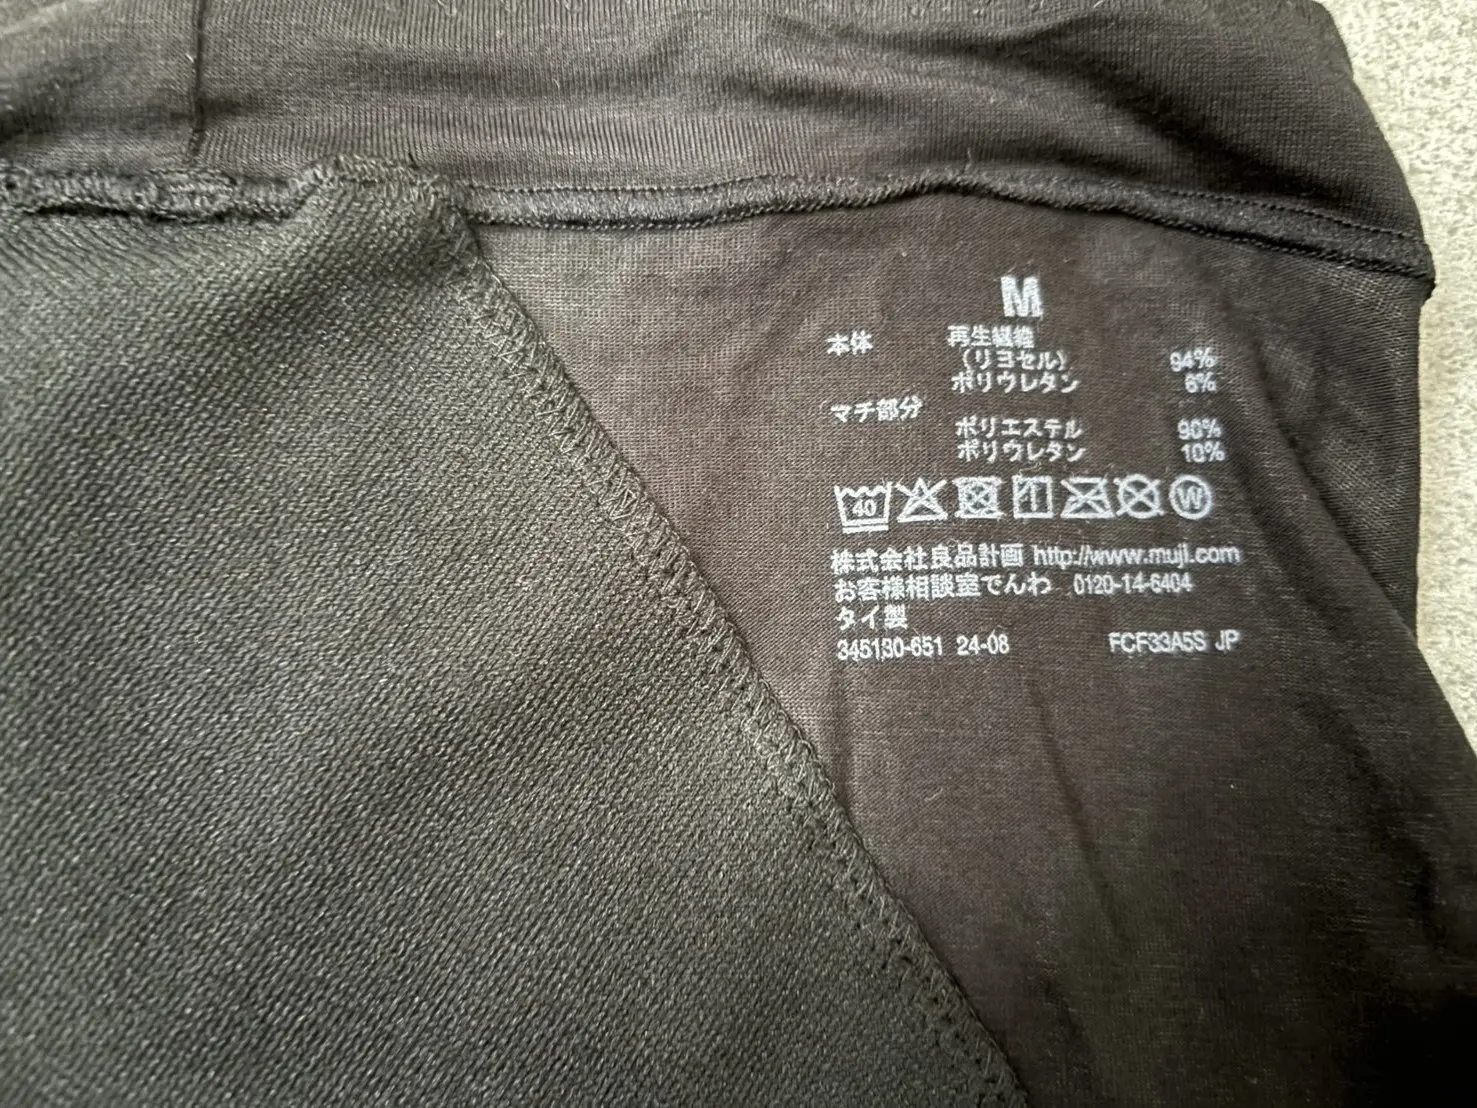 M
本体 再生繊維
(リヨセル) 94%
ポリウレタン 6%
マチ部分
ポリエステル 90%
ポリウレタン 10%
40 W
株式会社良品計画 http://www.muji.com
お客様相談室でんわ 0120-14-6404
タイ製
345130-651 24-08 FCF33A5S JP